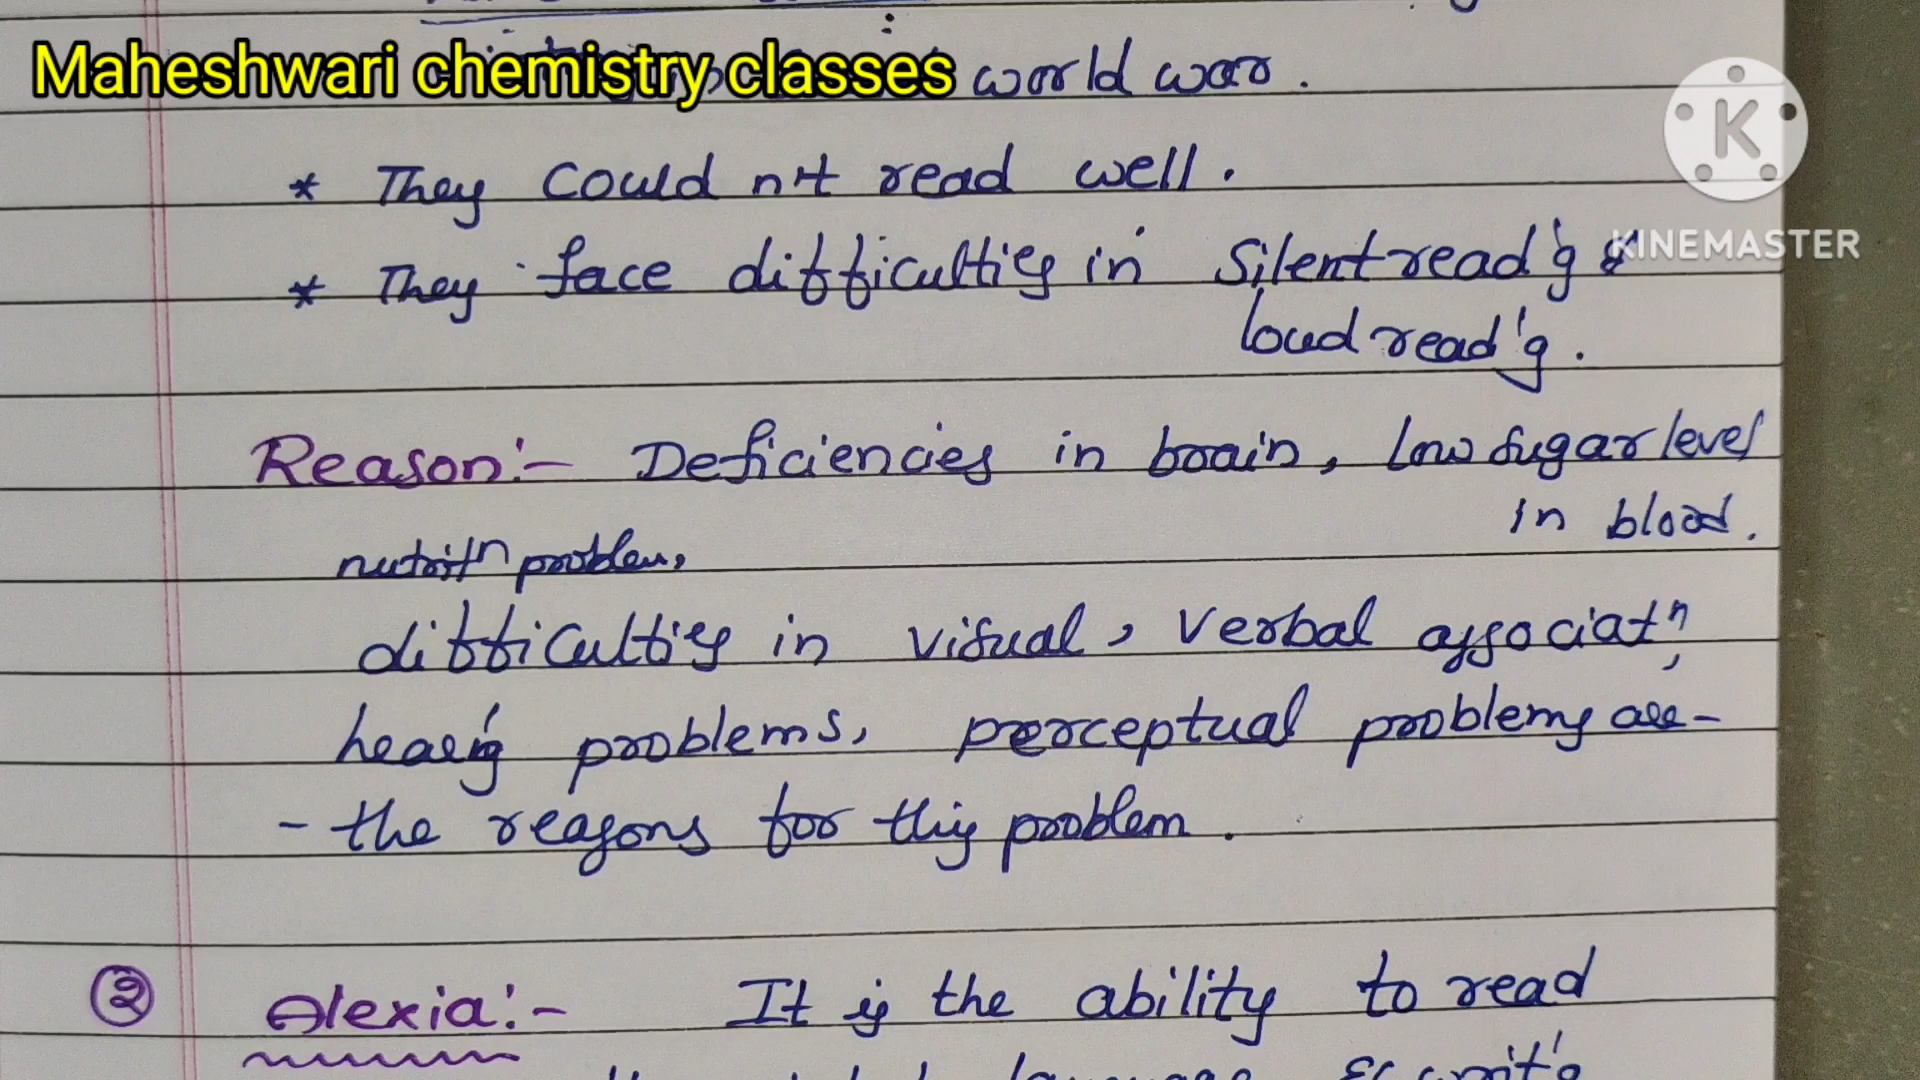 Maheshwari chemistry classes world war.
K
* They could not read well.
KINEMASTER
* They face difficulties in Silent read'g &
loud read'g.
Reason:- Deficiencies in brain, low sugar level
in blood.
nutrit'n problem,
difficulties in visual, verbal associat'n,
hearing problems, perceptual problems are-
- the reasons for this problem.
② Alexia:- It is the ability to read
language